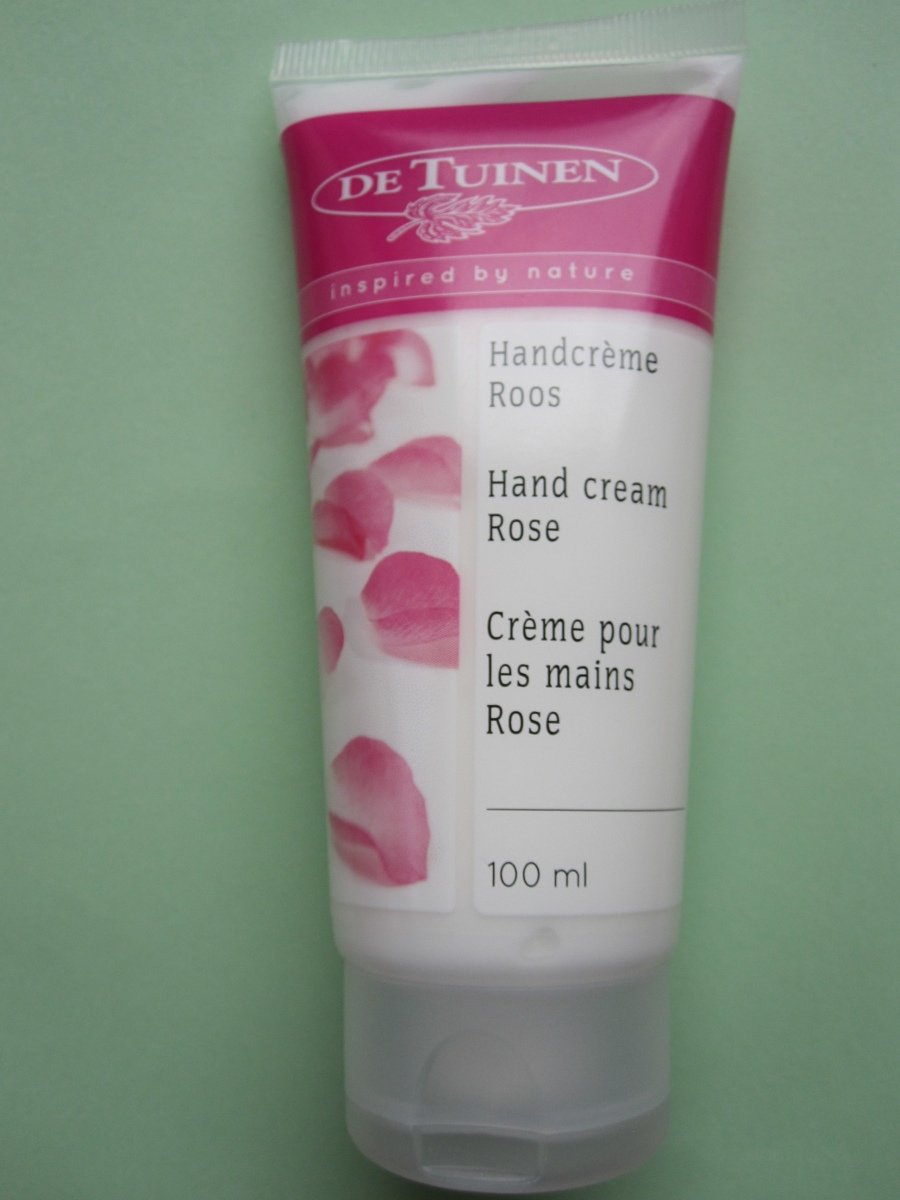 DE TUINEN
inspired by nature
Handcrème
Roos
Hand cream
Rose
Crème pour
les mains
Rose
100 ml